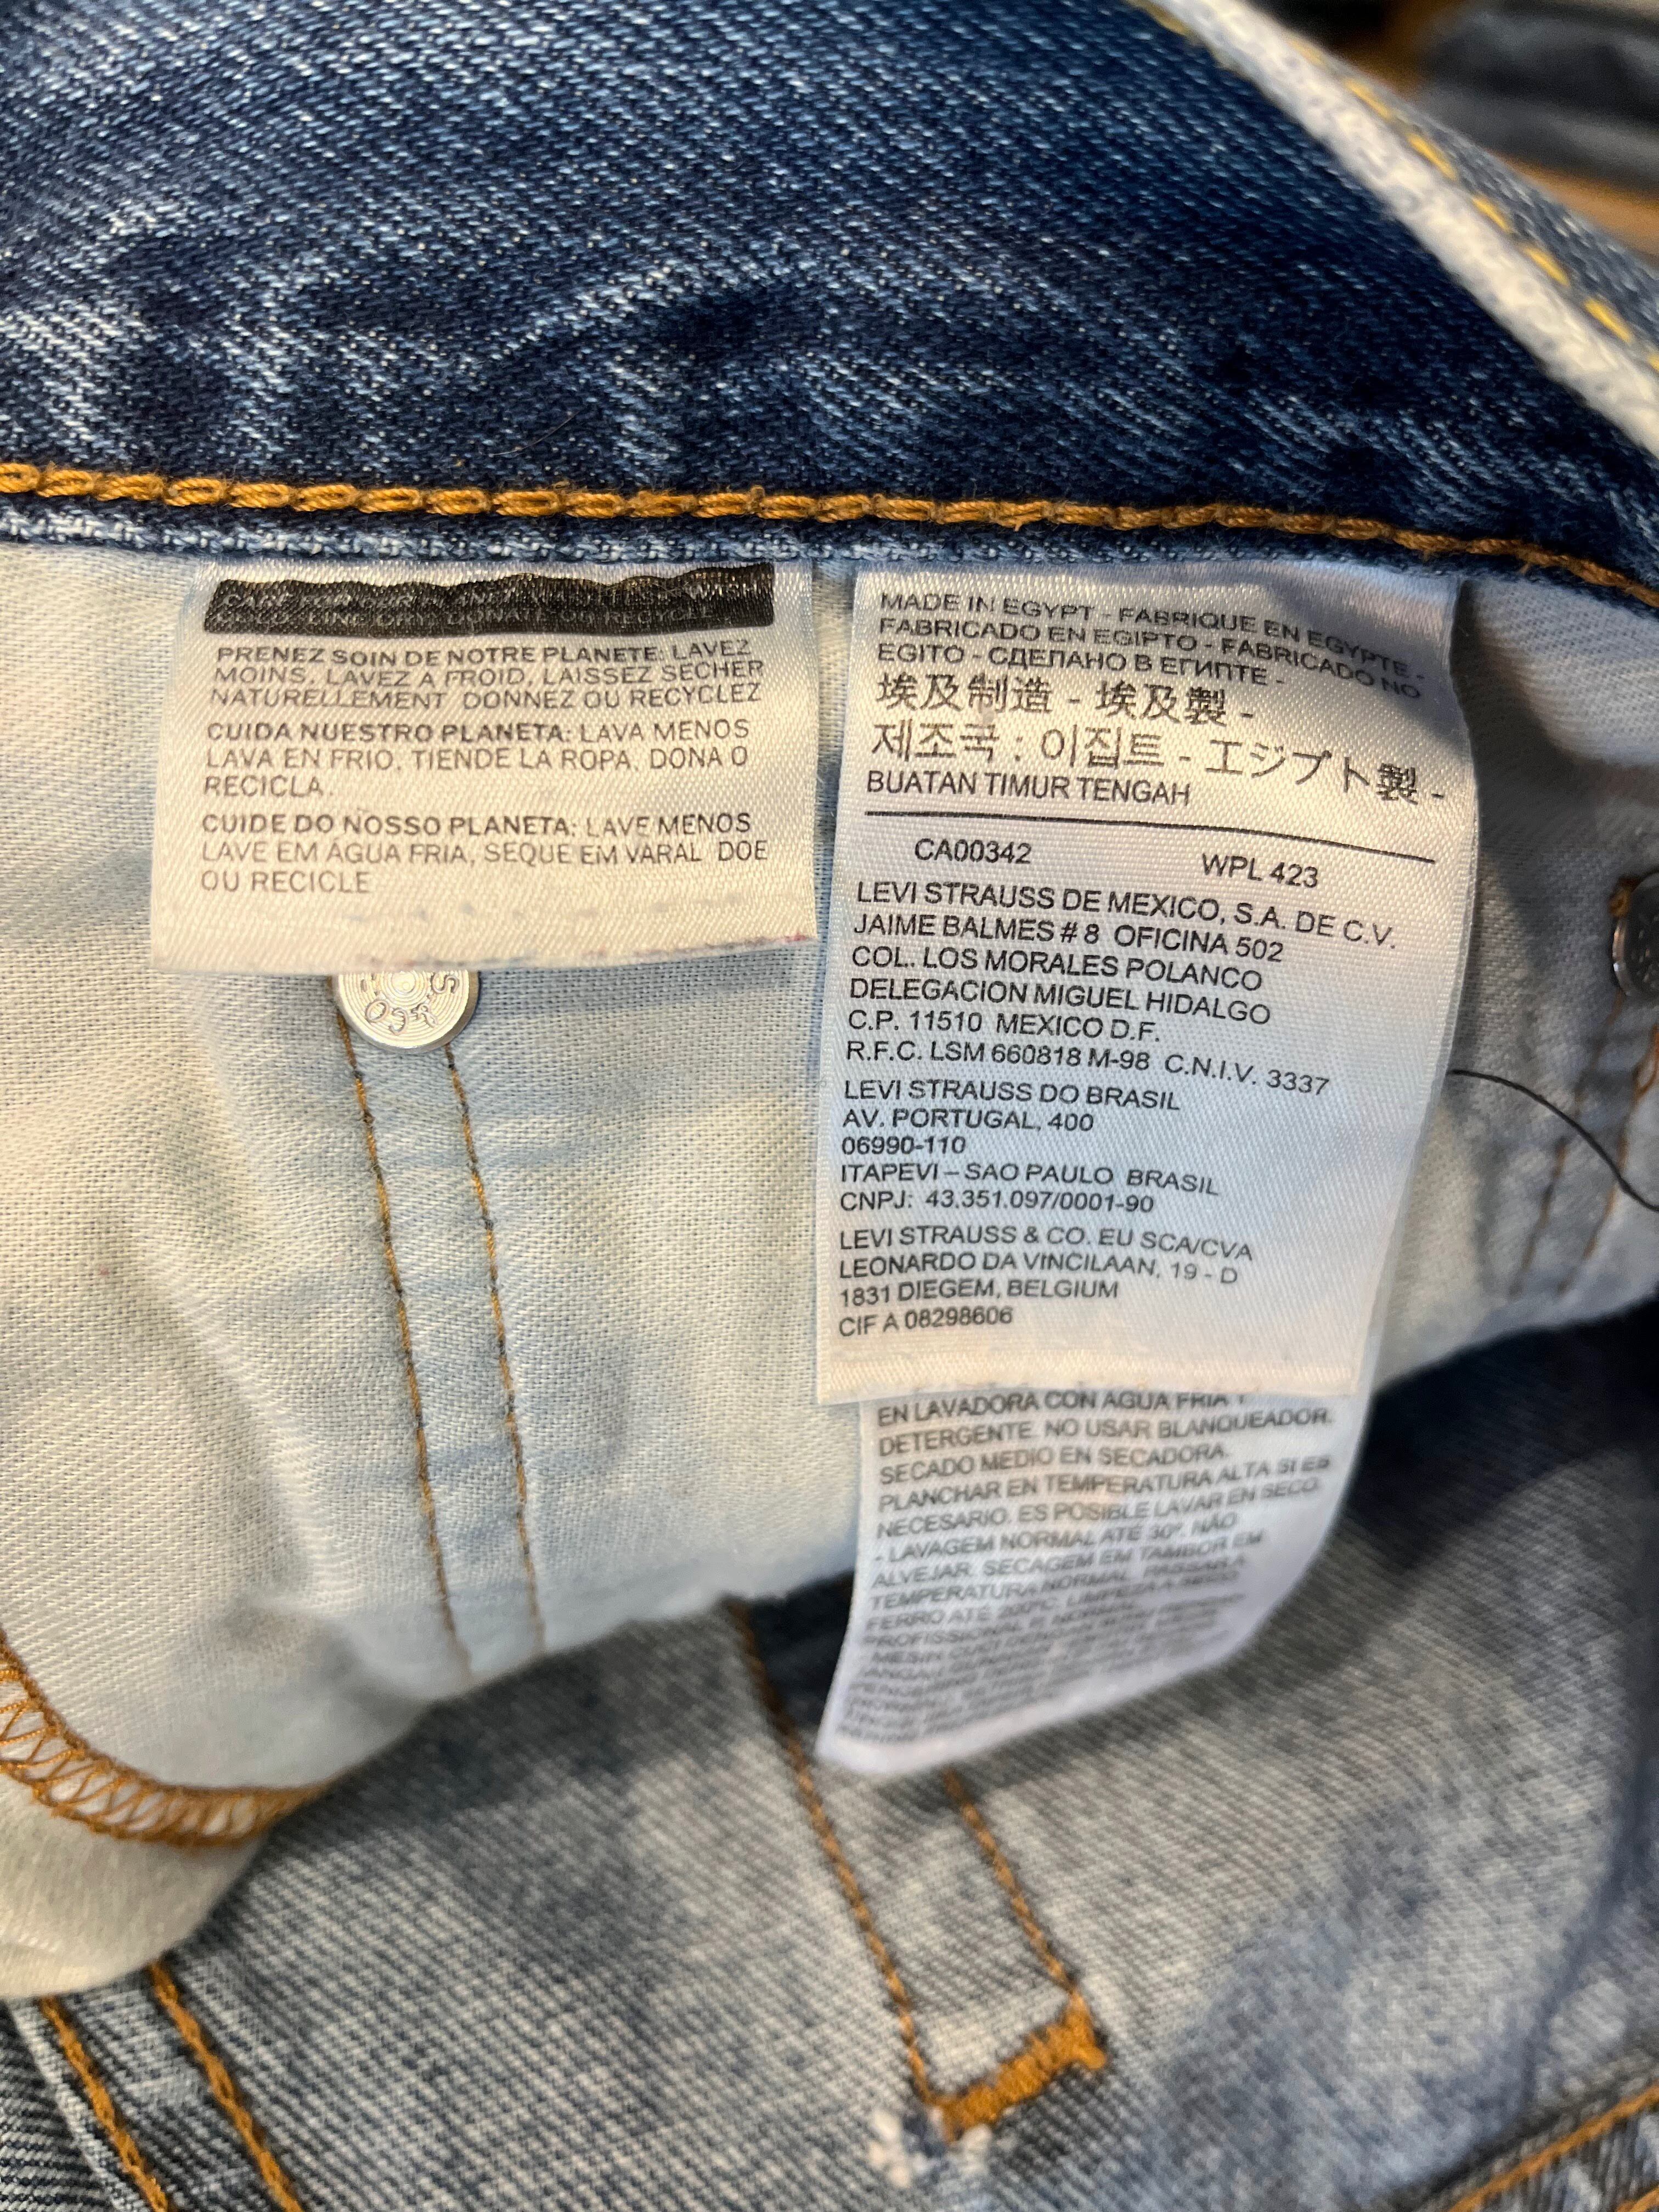 PRENEZ SOIN DE NOTRE PLANETE: LAVEZ
MOINS, LAVEZ A FROID, LAISSEZ SECHER
NATURELLEMENT DONNEZ OU RECYCLEZ
CUIDA NUESTRO PLANETA: LAVA MENOS
LAVA EN FRIO, TIENDE LA ROPA, DONA O
RECICLA.
CUIDE DO NOSSO PLANETA: LAVE MENOS
LAVE EM ÁGUA FRIA, SEQUE EM VARAL DOE
OU RECICLE
MADE IN EGYPT - FABRIQUE EN EGYPTE -
FABRICADO EN EGIPTO - FABRICADO NO
EGITO - СДЕЛАНО В ЕГИПТЕ -
埃及制造 - 埃及製 -
제조국 : 이집트 - エジプト製 -
BUATAN TIMUR TENGAH
CA00342 WPL 423
LEVI STRAUSS DE MEXICO, S.A. DE C.V.
JAIME BALMES # 8 OFICINA 502
COL. LOS MORALES POLANCO
DELEGACION MIGUEL HIDALGO
C.P. 11510 MEXICO D.F.
R.F.C. LSM 660818 M-98 C.N.I.V. 3337
LEVI STRAUSS DO BRASIL
AV. PORTUGAL, 400
06990-110
ITAPEVI – SAO PAULO BRASIL
CNPJ: 43.351.097/0001-90
LEVI STRAUSS & CO. EU SCA/CVA
LEONARDO DA VINCILAAN, 19 - D
1831 DIEGEM, BELGIUM
CIF A 08298606
EN LAVADORA CON AGUA FRIA Y
DETERGENTE. NO USAR BLANQUEADOR.
SECADO MEDIO EN SECADORA.
PLANCHAR EN TEMPERATURA ALTA SI ES
NECESARIO. ES POSIBLE LAVAR EN SECO.
- LAVAGEM NORMAL ATÉ 30°. NÃO
ALVEJAR. SECAGEM EM TAMBOR EM
TEMPERATURA NORMAL. PASSAR A
FERRO ATÉ 200°C. LIMPEZA A SECO
PROFISSIONAL
S & CO